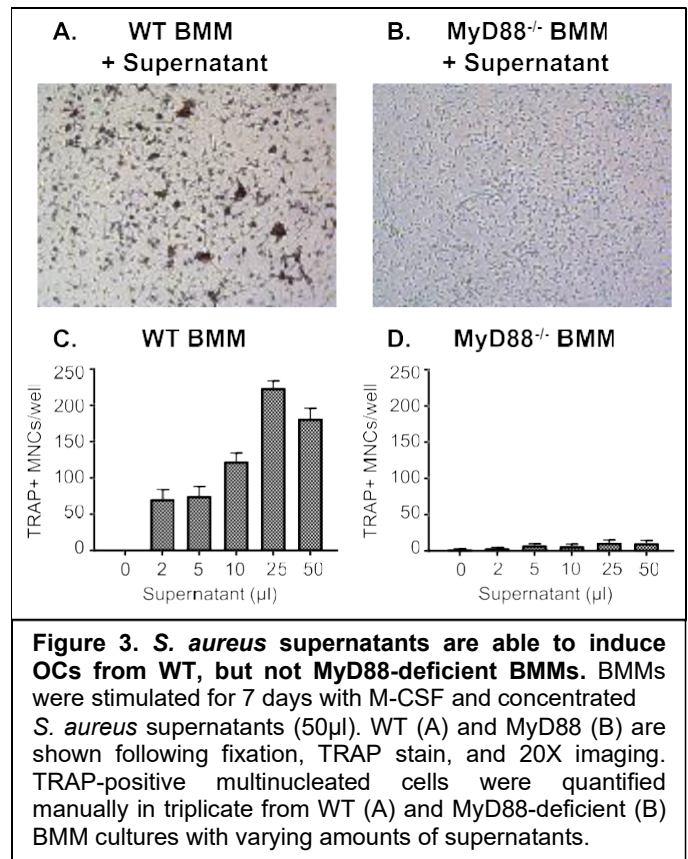 A. WT BMM
+ Supernatant
B. MyD88-/- BMM
+ Supernatant
C. WT BMM
250
200
150
100
50
0
TRAP+ MNCs/well
0 2 5 10 25 50
Supernatant (µl)
D. MyD88-/- BMM
250
200
150
100
50
0
TRAP+ MNCs/well
0 2 5 10 25 50
Supernatant (µl)
Figure 3. S. aureus supernatants are able to induce
OCs from WT, but not MyD88-deficient BMMs. BMMs
were stimulated for 7 days with M-CSF and concentrated
S. aureus supernatants (50µl). WT (A) and MyD88 (B) are
shown following fixation, TRAP stain, and 20X imaging.
TRAP-positive multinucleated cells were quantified
manually in triplicate from WT (A) and MyD88-deficient (B)
BMM cultures with varying amounts of supernatants.